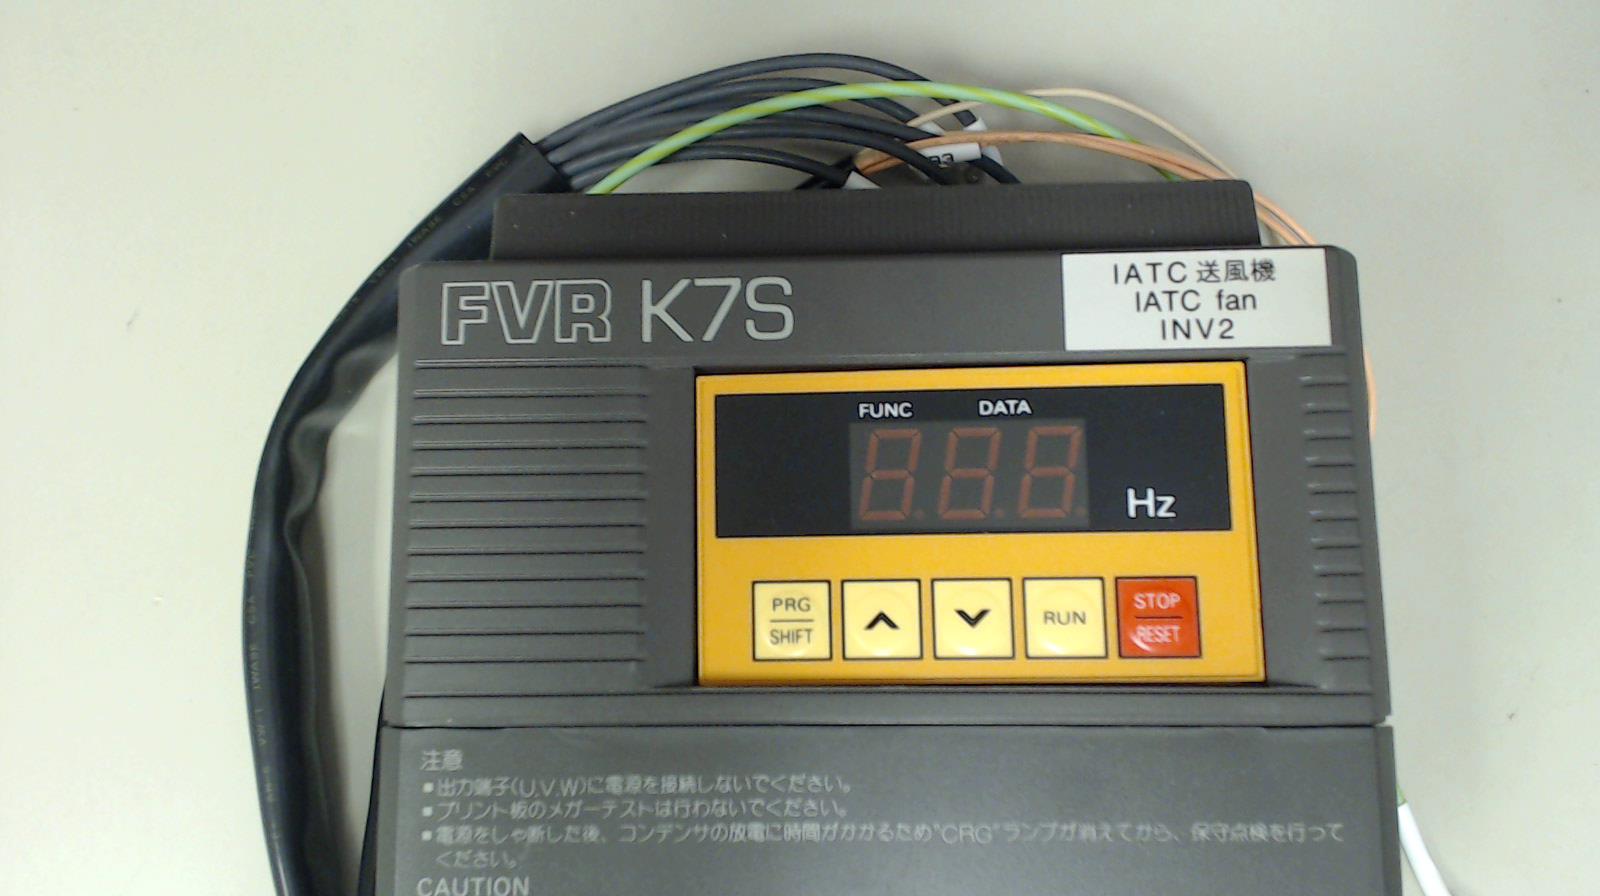 FVR K7S
IATC 送風機
IATC fan
INV2
FUNC DATA
Hz
PRG
SHIFT
RUN
STOP
RESET
注意
■出力端子(U.V.W)に電源を接続しないでください。
■プリント板のメガーテストは行わないでください。
■電源をしゃ断した後、コンデンサの放電に時間がかかるため"CRG"ランプが消えてから、保守点検を行って
ください。
CAUTION